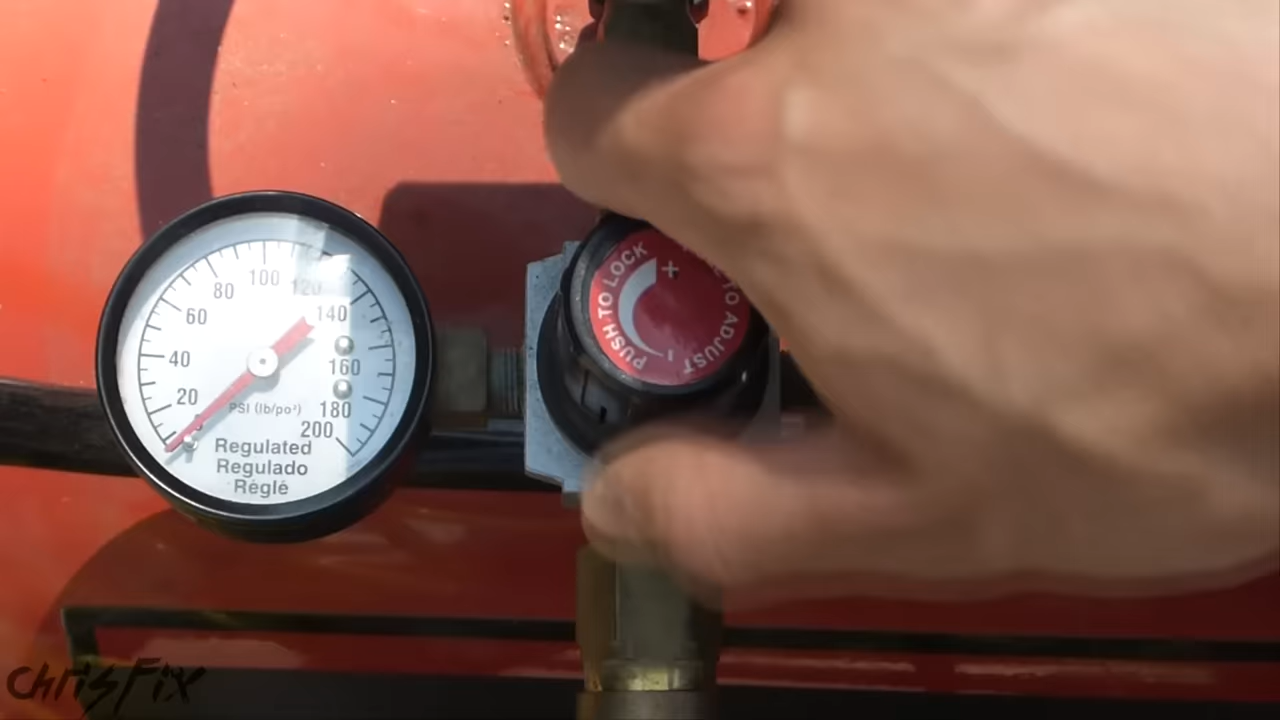 100
80
120
60
140
40
160
20
180
200
PSI (lb/po²)
Regulated
Regulado
Réglé
PUSH TO LOCK
+
-
TO ADJUST
ChrisFix